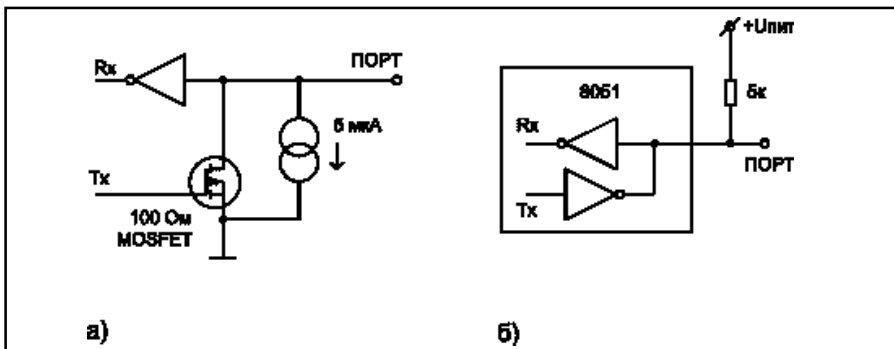 +Uпит
Rx
ПОРТ
5 мкА
Tx
100 Ом
MOSFET
8051
5к
Rx
ПОРТ
Tx
а)
б)